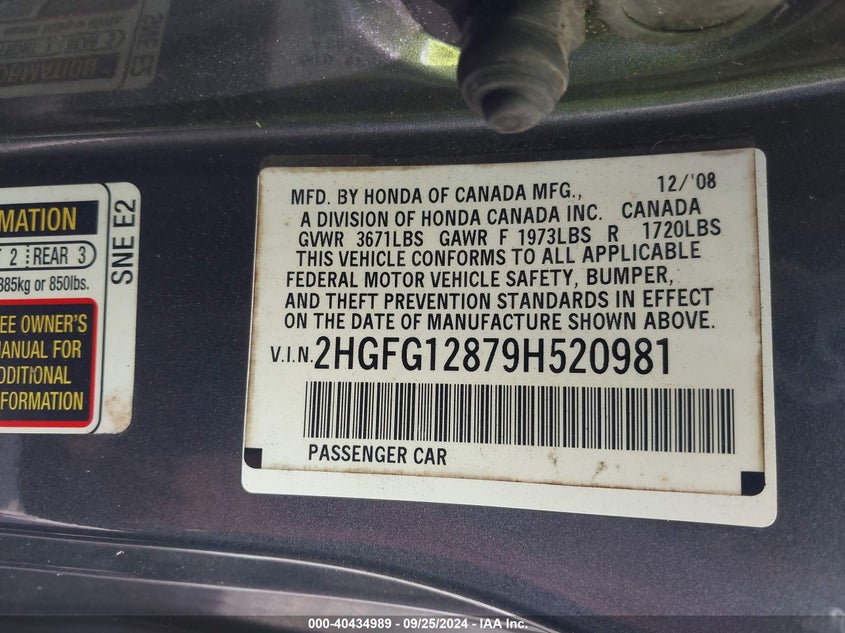 MFD. BY HONDA OF CANADA MFG., 12/'08
A DIVISION OF HONDA CANADA INC. CANADA
GVWR 3671LBS GAWR F 1973LBS R 1720LBS
THIS VEHICLE CONFORMS TO ALL APPLICABLE
FEDERAL MOTOR VEHICLE SAFETY, BUMPER,
AND THEFT PREVENTION STANDARDS IN EFFECT
ON THE DATE OF MANUFACTURE SHOWN ABOVE.
V.I.N. 2HGFG12879H520981
PASSENGER CAR
MATION
2 REAR 3
385kg or 850lbs.
EE OWNER'S
MANUAL FOR
DDITIONAL
FORMATION
SNE E2
000-40434989 - 09/25/2024 - IAA Inc.